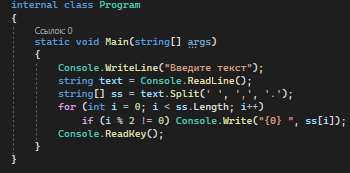 internal class Program
{
Ссылок: 0
static void Main(string[] args)
{
Console.WriteLine("Введите текст");
string text = Console.ReadLine();
string[] ss = text.Split(' ', ',', '.');
for (int i = 0; i < ss.Length; i++)
if (i % 2 != 0) Console.Write("{0} ", ss[i]);
Console.ReadKey();
}
}